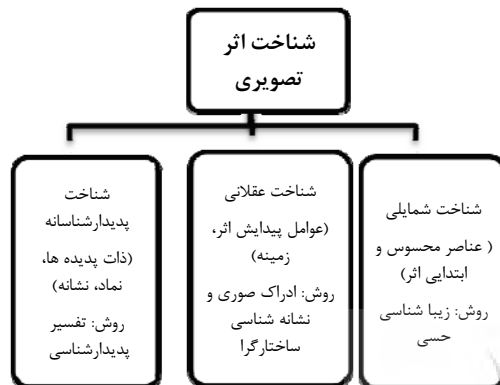 شناخت اثر
تصویری
شناخت شمایلی
( عناصر محسوس و
ابتدایی اثر)
روش: زیبا شناسی
حسی
شناخت عقلانی
(عوامل پیدایش اثر،
زمینه)
روش: ادراک صوری و
نشانه شناسی
ساختارگرا
شناخت
پدیدارشناسانه
(ذات پدیده ها،
نماد، نشانه)
روش: تفسیر
پدیدارشناسی